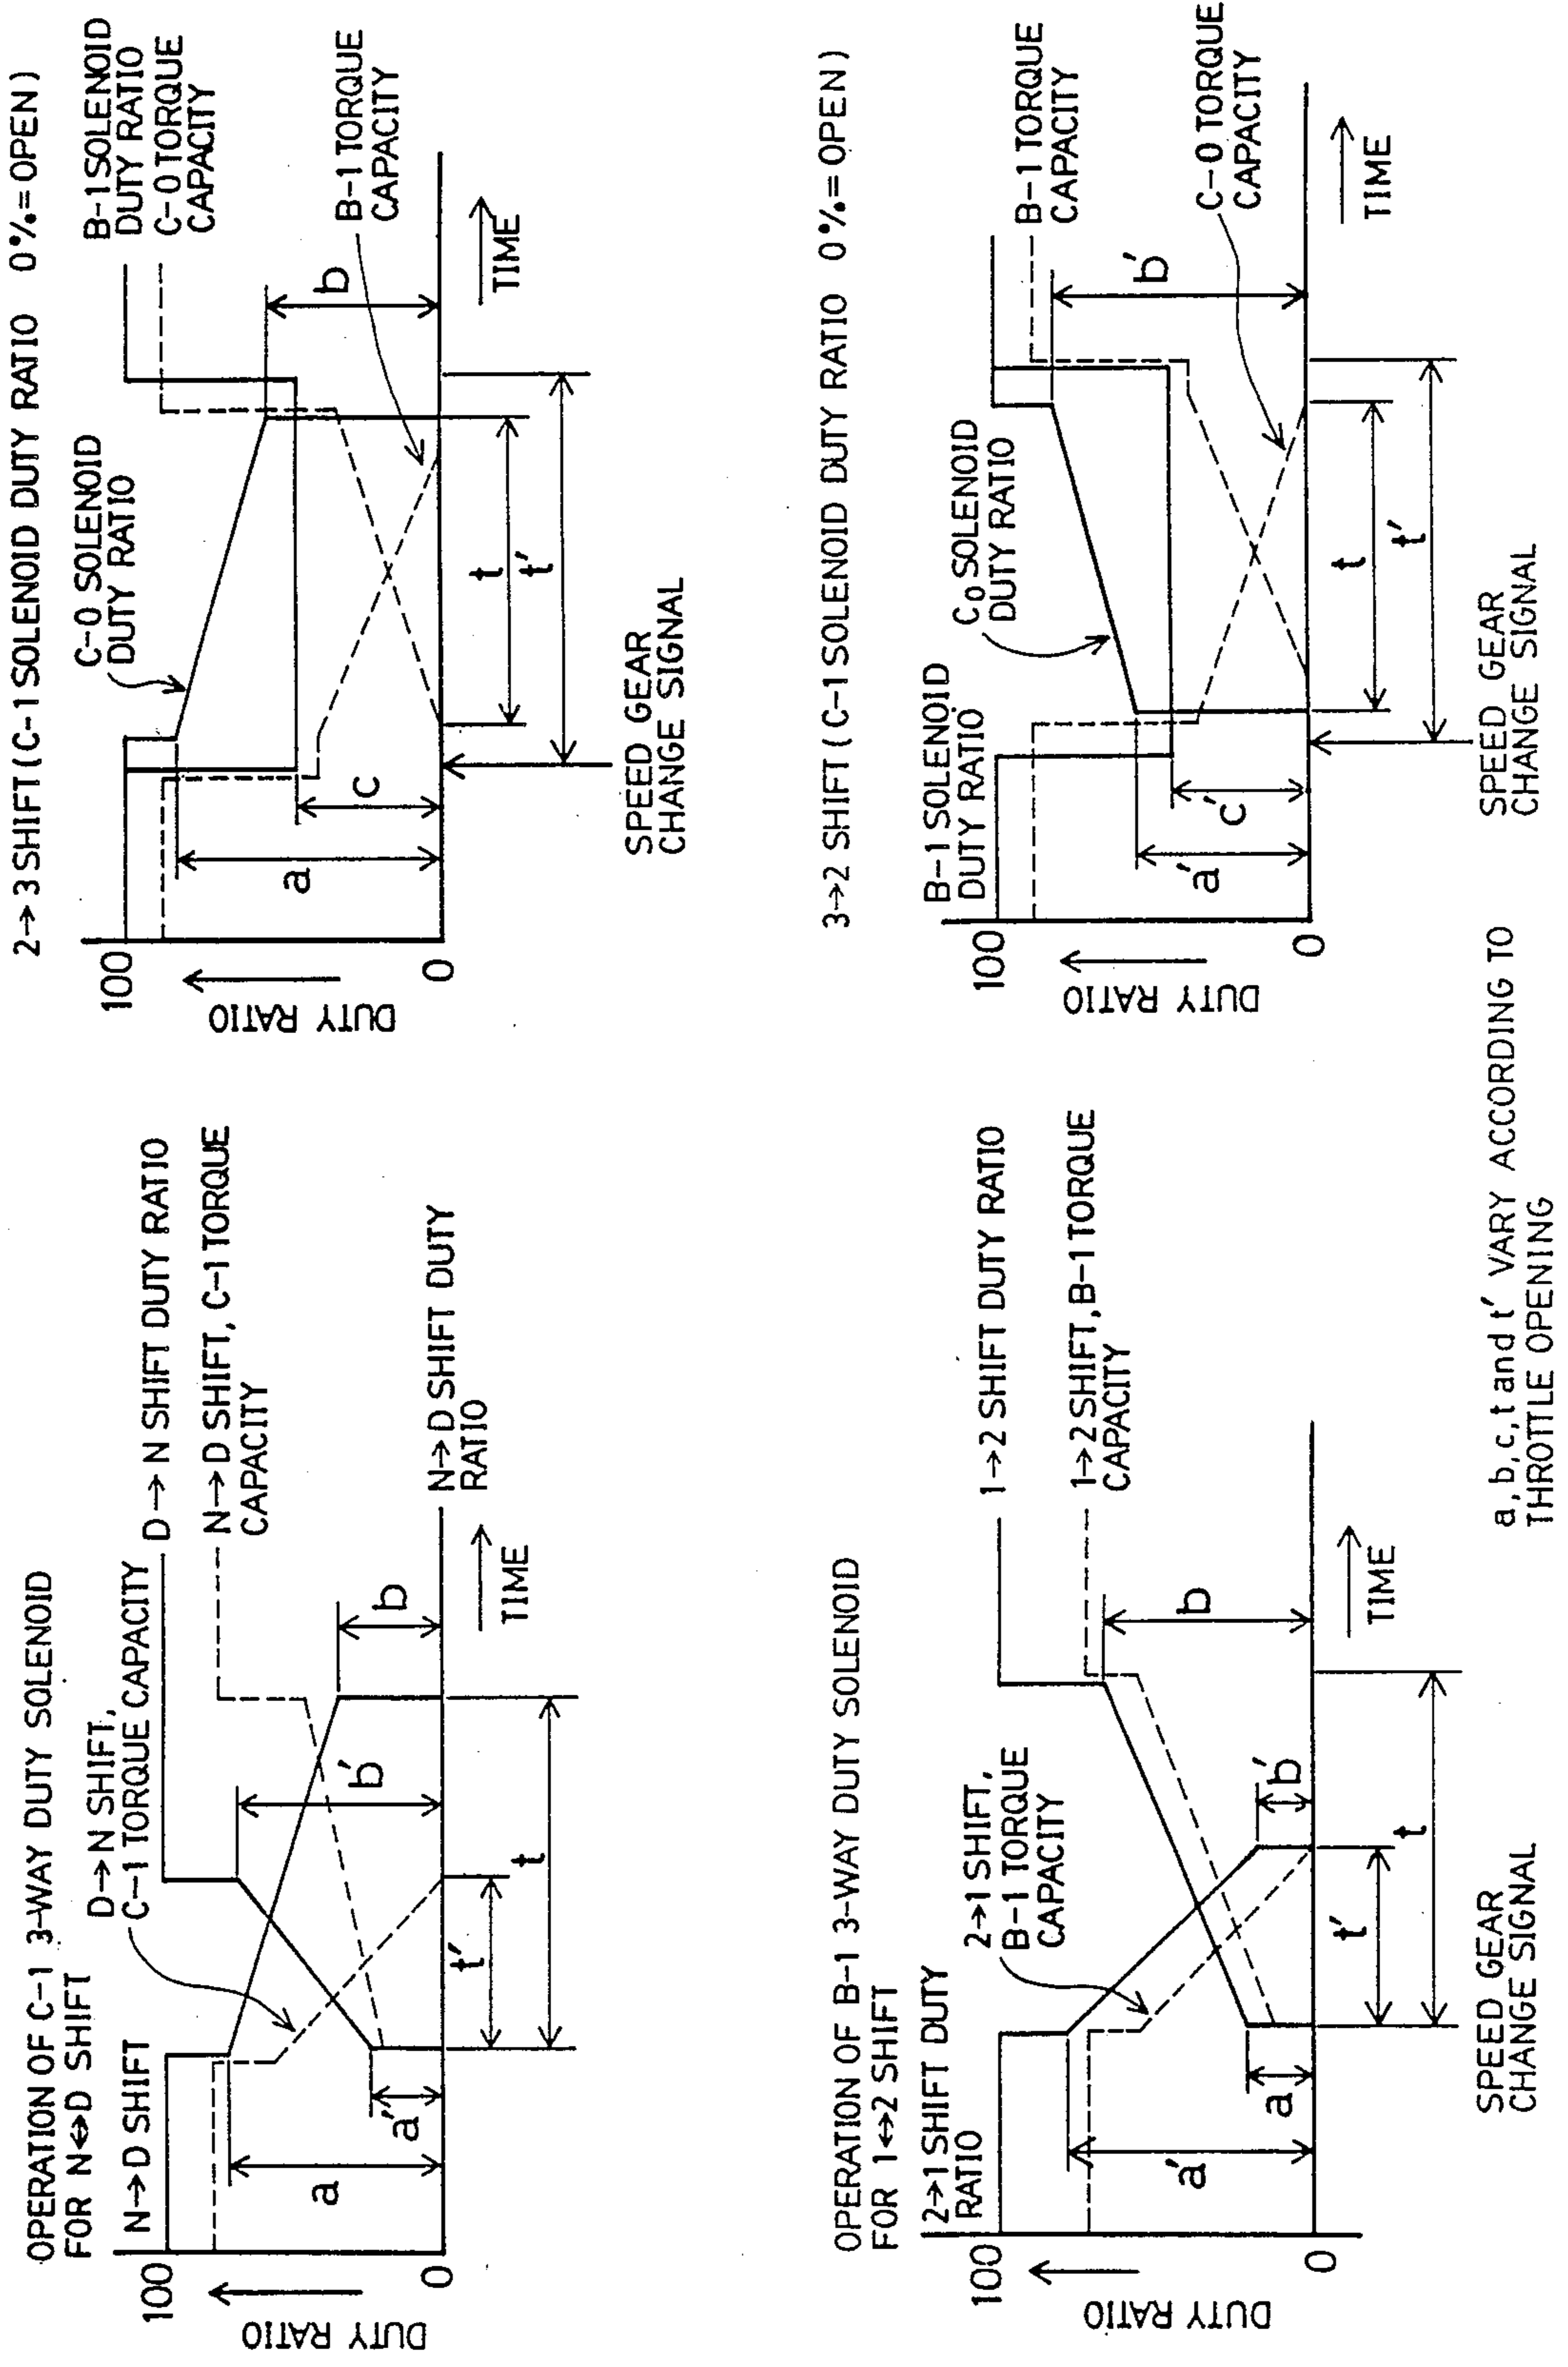 OPERATION OF C-1 3-WAY DUTY SOLENOID
FOR N↔D SHIFT
N→D SHIFT
D→N SHIFT,
C-1 TORQUE CAPACITY
D→N SHIFT DUTY RATIO
N→D SHIFT, C-1 TORQUE
CAPACITY
N→D SHIFT DUTY
RATIO
100
0
DUTY RATIO
a
a'
b'
b
t'
t
TIME
2→3 SHIFT (C-1 SOLENOID DUTY RATIO 0%=OPEN)
C-0 SOLENOID
DUTY RATIO
B-1 SOLENOID
DUTY RATIO
C-0 TORQUE
CAPACITY
B-1 TORQUE
CAPACITY
100
0
DUTY RATIO
a
c
b
t
t'
TIME
SPEED GEAR
CHANGE SIGNAL
OPERATION OF B-1 3-WAY DUTY SOLENOID
FOR 1↔2 SHIFT
2→1 SHIFT DUTY
RATIO
2→1 SHIFT,
B-1 TORQUE
CAPACITY
1→2 SHIFT DUTY RATIO
1→2 SHIFT, B-1 TORQUE
CAPACITY
100
0
DUTY RATIO
a'
a
b'
b
t'
t
TIME
SPEED GEAR
CHANGE SIGNAL
3→2 SHIFT (C-1 SOLENOID DUTY RATIO 0%=OPEN)
B-1 SOLENOID
DUTY RATIO
C0 SOLENOID
DUTY RATIO
B-1 TORQUE
CAPACITY
C-0 TORQUE
CAPACITY
100
0
DUTY RATIO
a'
c'
b'
t
t'
TIME
SPEED GEAR
CHANGE SIGNAL
a, b, c, t and t' VARY ACCORDING TO
THROTTLE OPENING